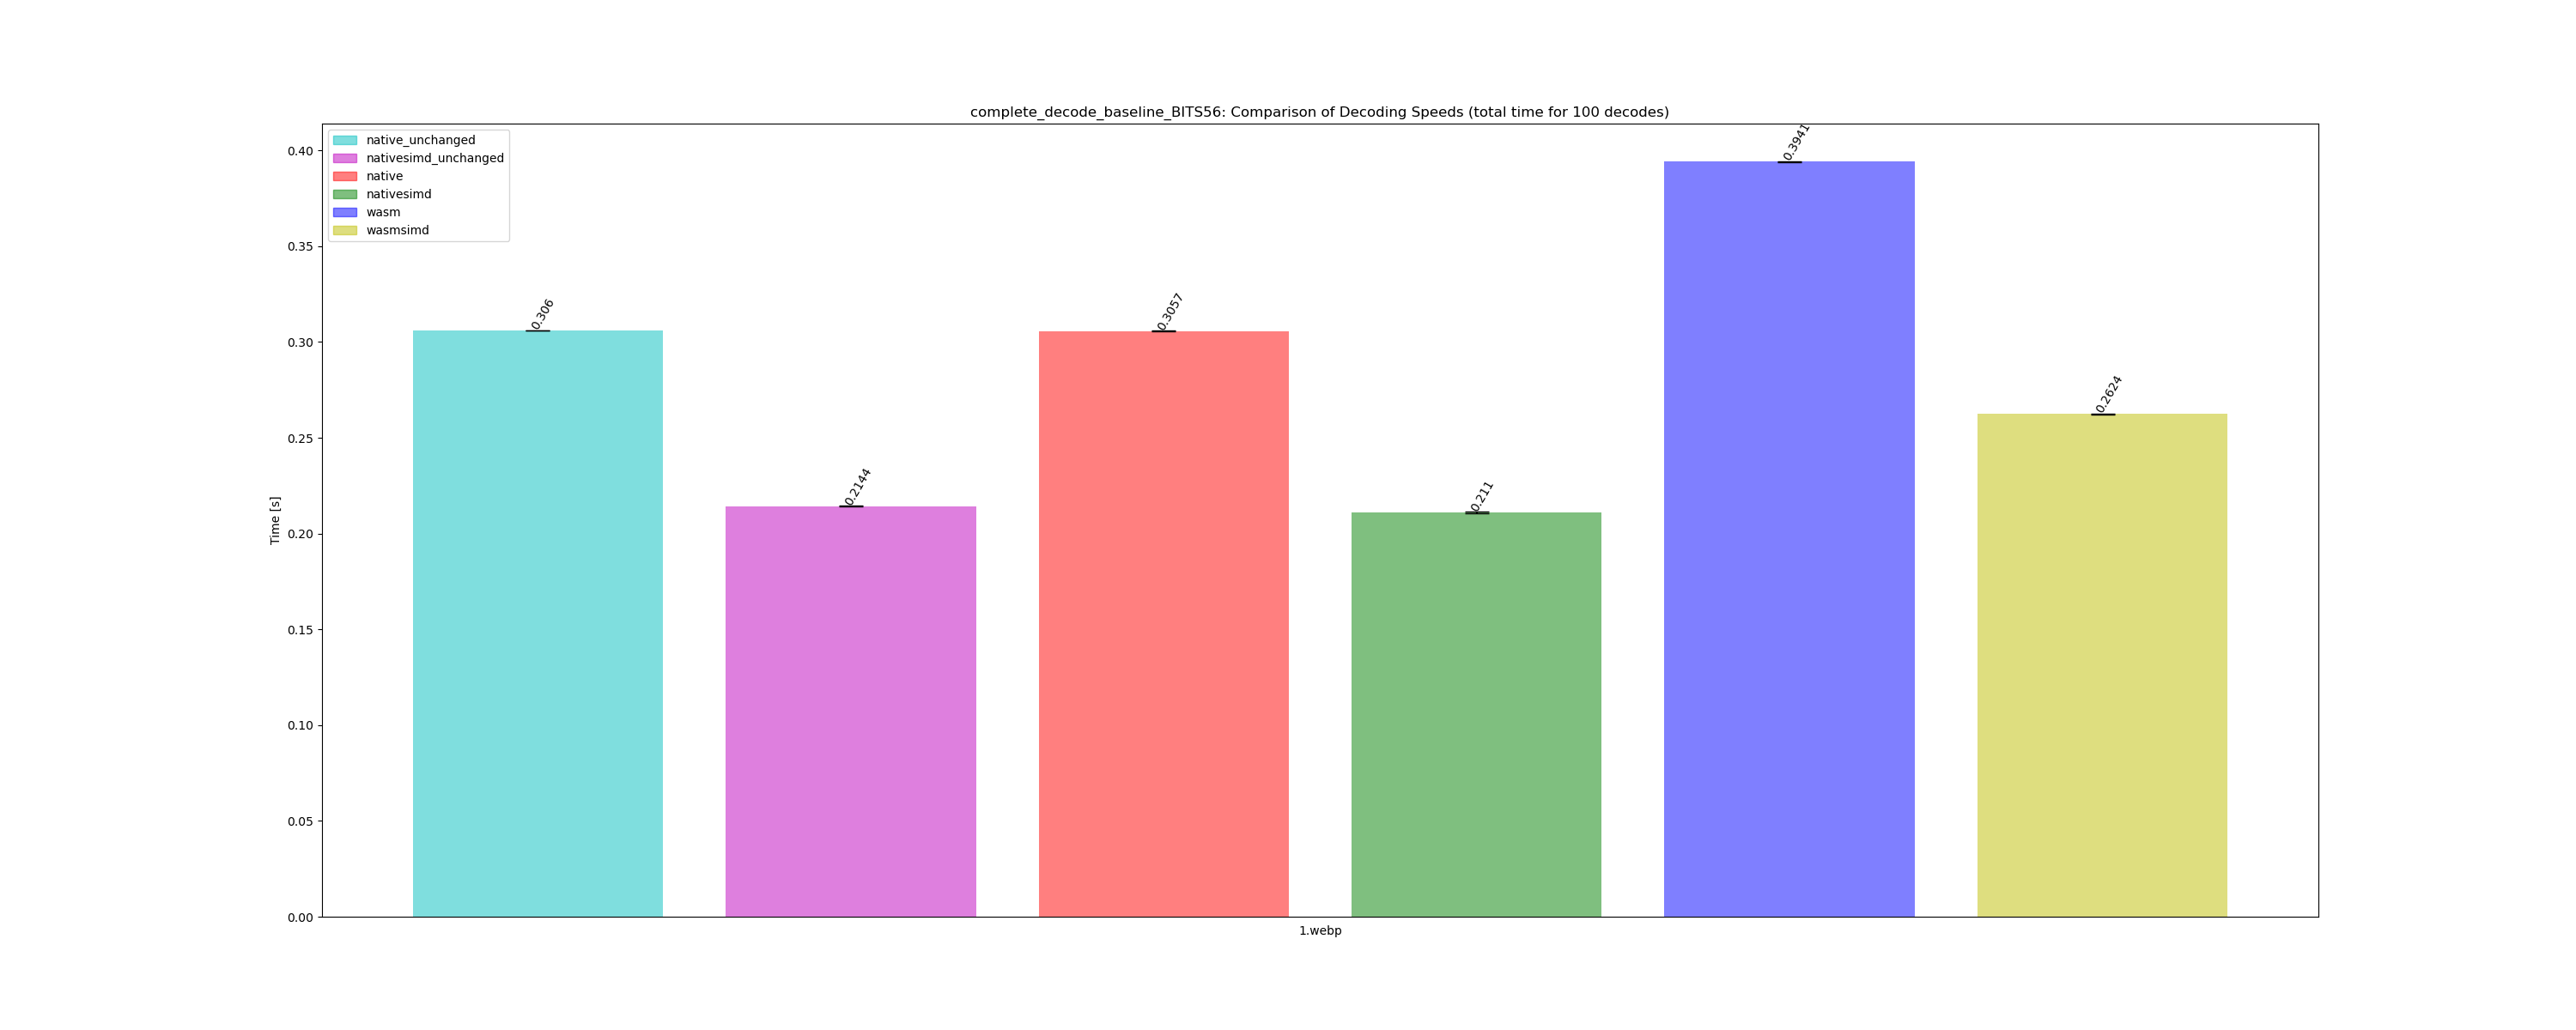 complete_decode_baseline_BITS56: Comparison of Decoding Speeds (total time for 100 decodes)
native_unchanged
nativesimd_unchanged
native
nativesimd
wasm
wasmsimd
0.40
0.35
0.30
0.25
0.20
0.15
0.10
0.05
0.00
Time [s]
0.306
0.2144
0.3057
0.211
0.3941
0.2624
1.webp